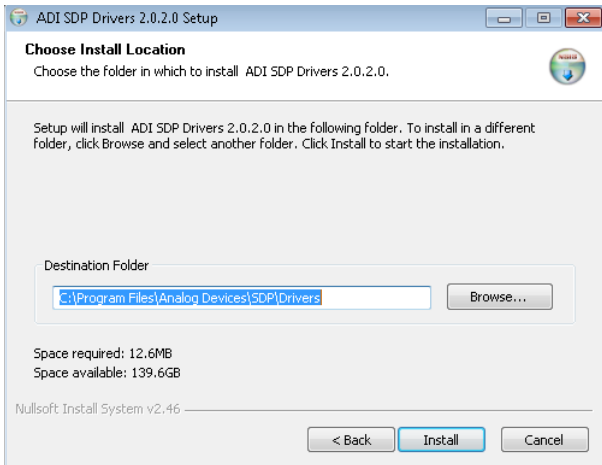 ADI SDP Drivers 2.0.2.0 Setup
Choose Install Location
Choose the folder in which to install ADI SDP Drivers 2.0.2.0.
Setup will install ADI SDP Drivers 2.0.2.0 in the following folder. To install in a different
folder, click Browse and select another folder. Click Install to start the installation.
Destination Folder
C:\Program Files\Analog Devices\SDP\Drivers
Browse...
Space required: 12.6MB
Space available: 139.6GB
Nullsoft Install System v2.46
< Back Install Cancel